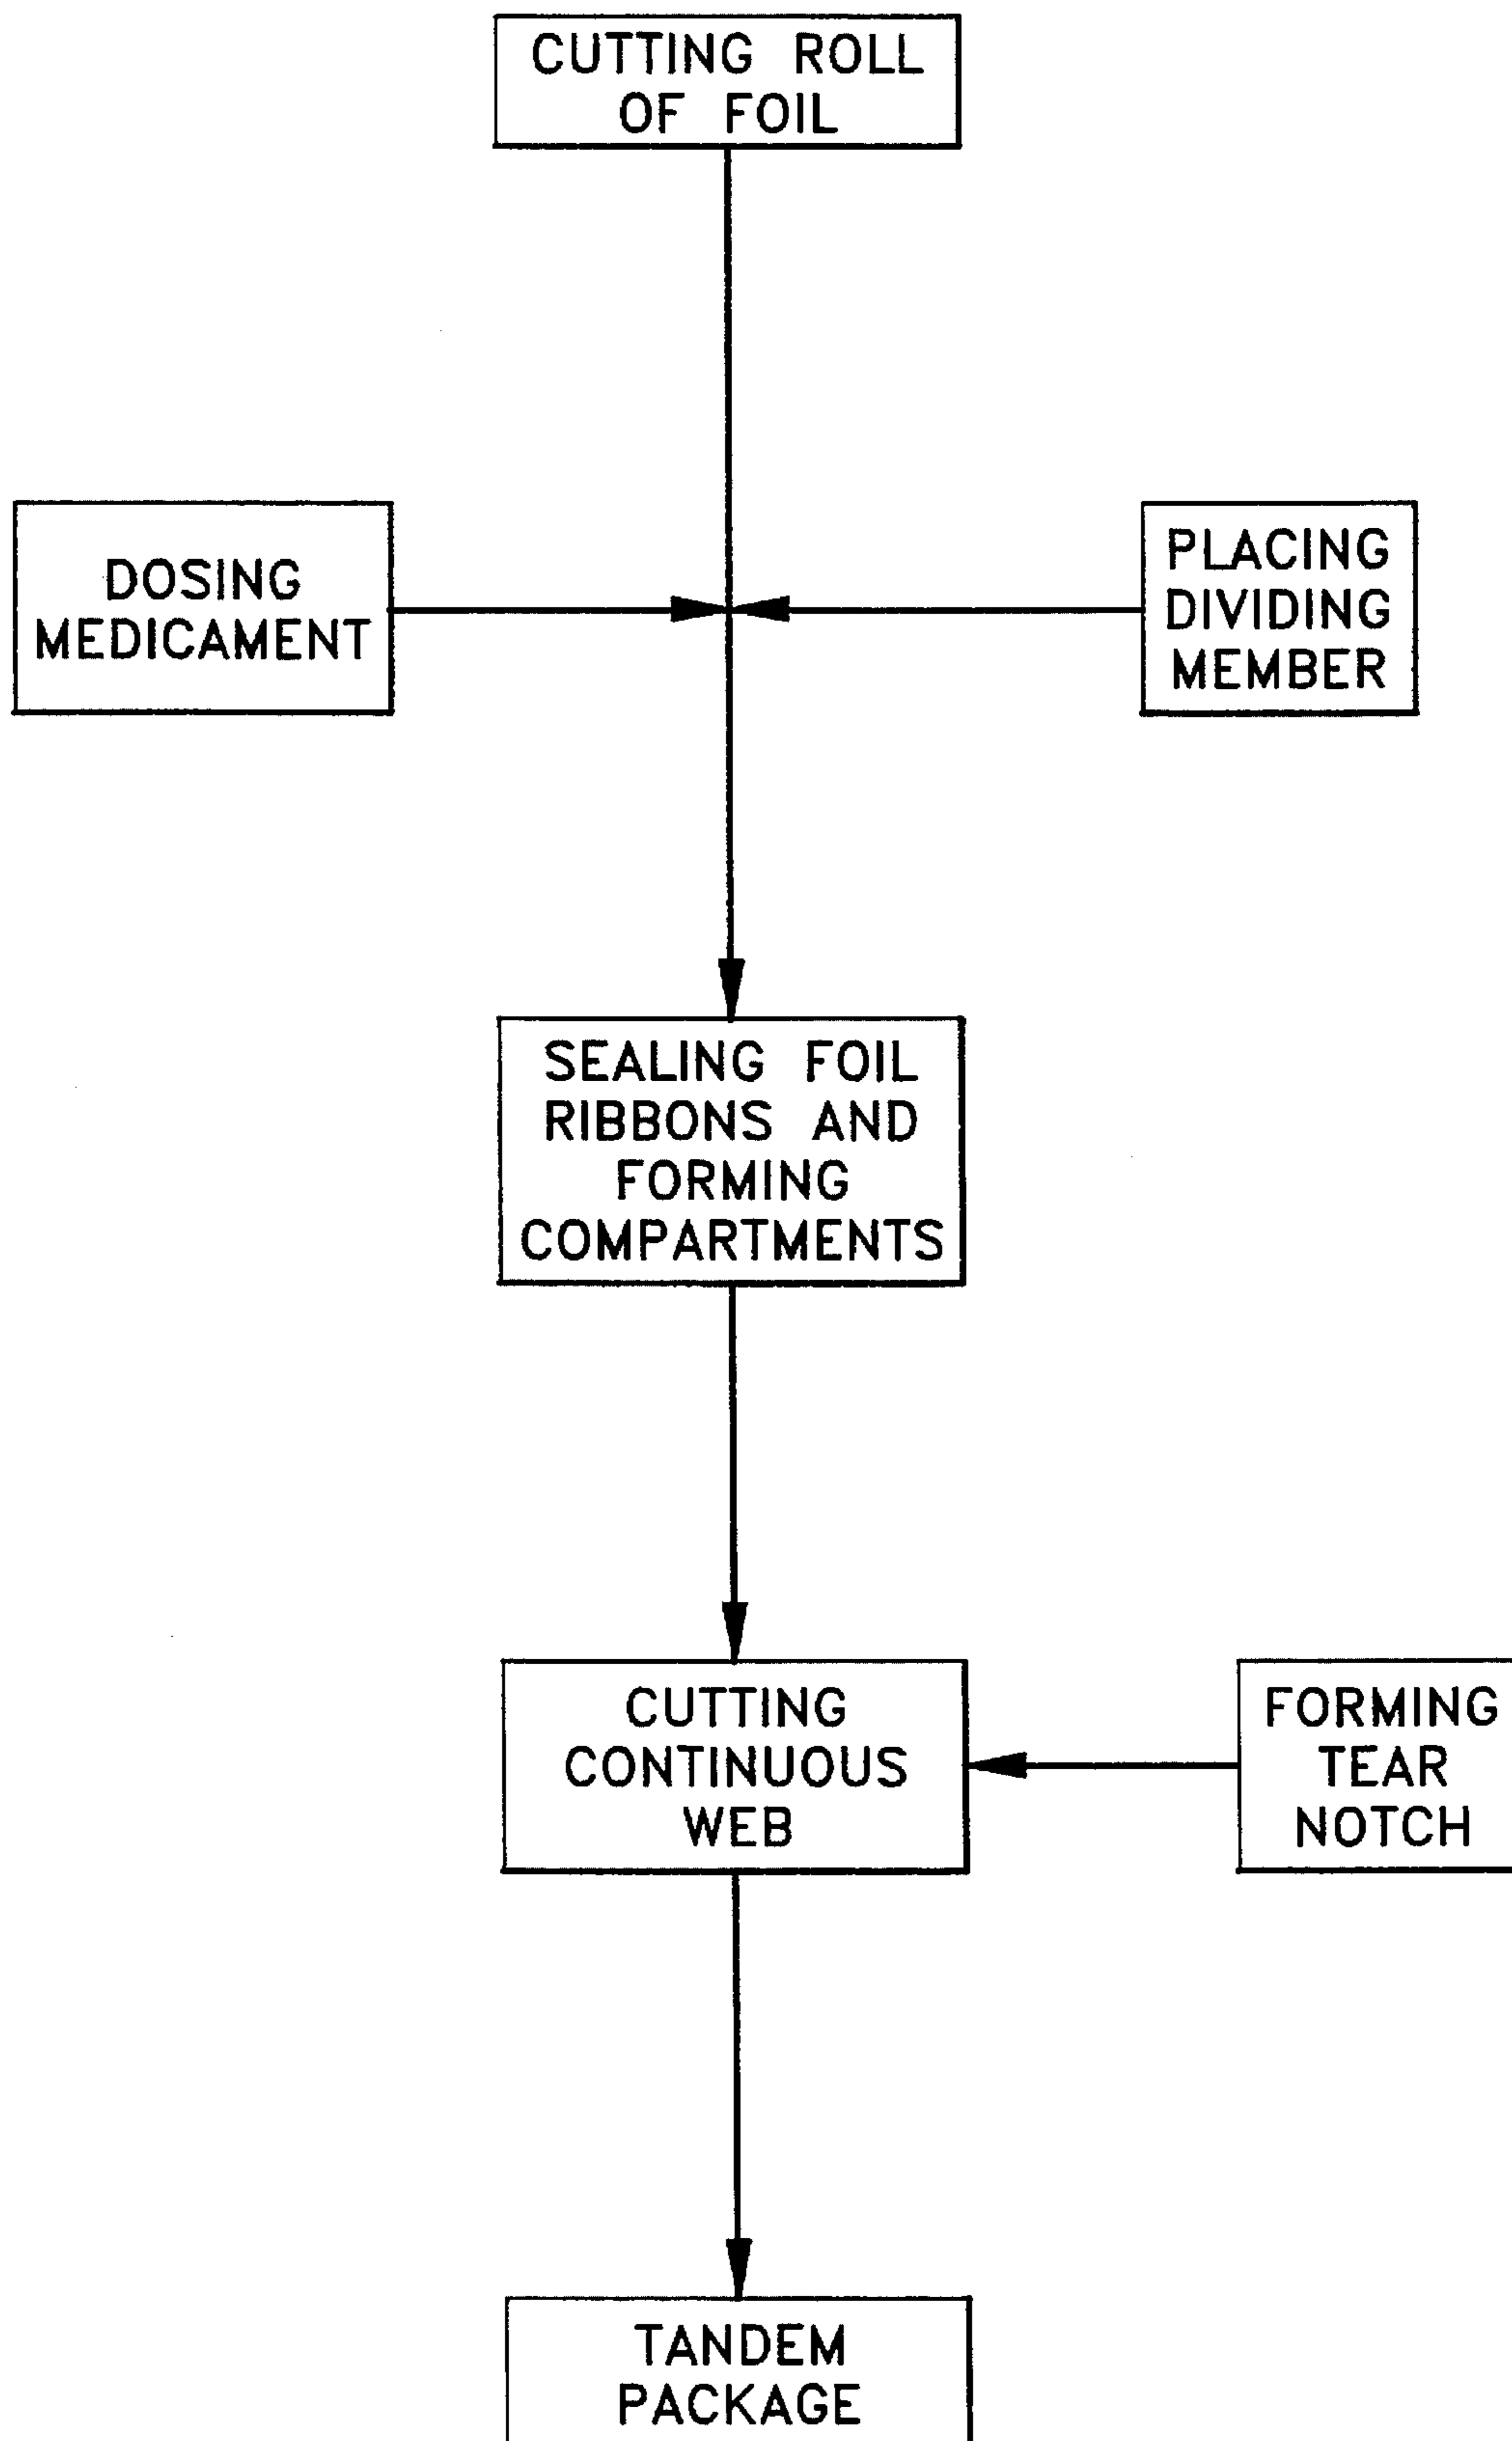 CUTTING ROLL
OF FOIL
DOSING
MEDICAMENT
PLACING
DIVIDING
MEMBER
SEALING FOIL
RIBBONS AND
FORMING
COMPARTMENTS
CUTTING
CONTINUOUS
WEB
FORMING
TEAR
NOTCH
TANDEM
PACKAGE